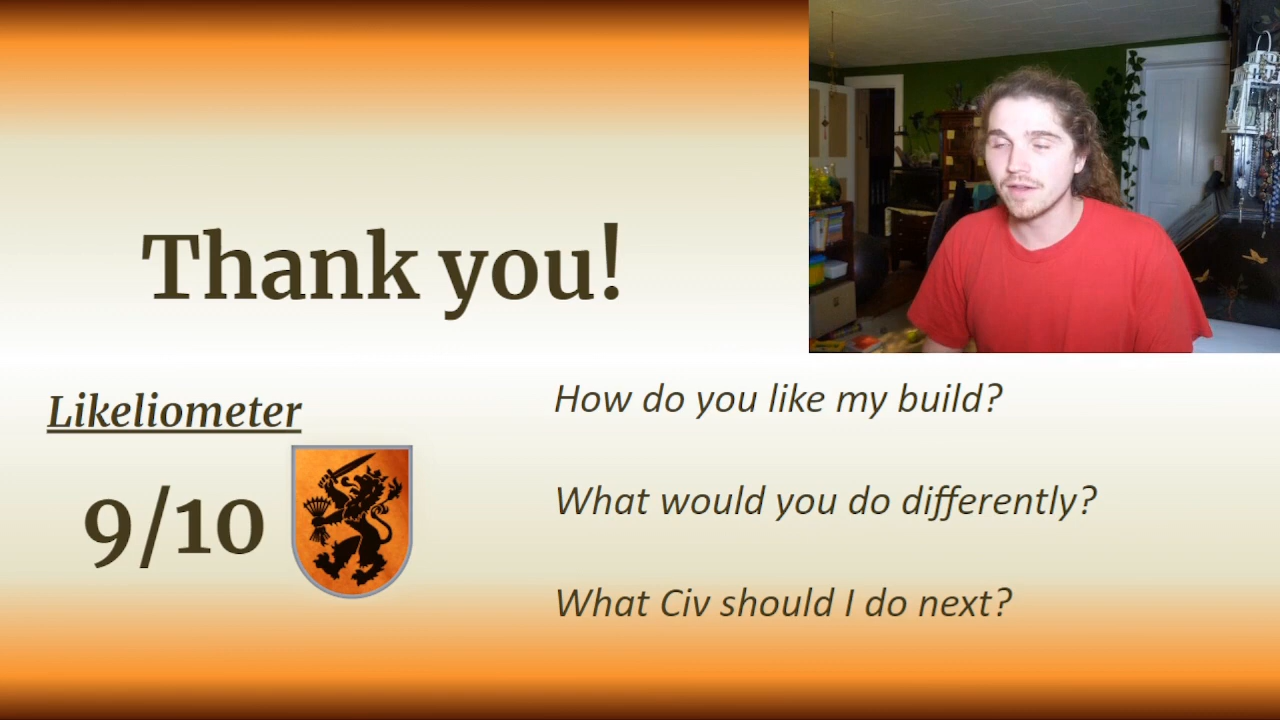 Thank you!
Likeliometer
9/10
How do you like my build?
What would you do differently?
What Civ should I do next?